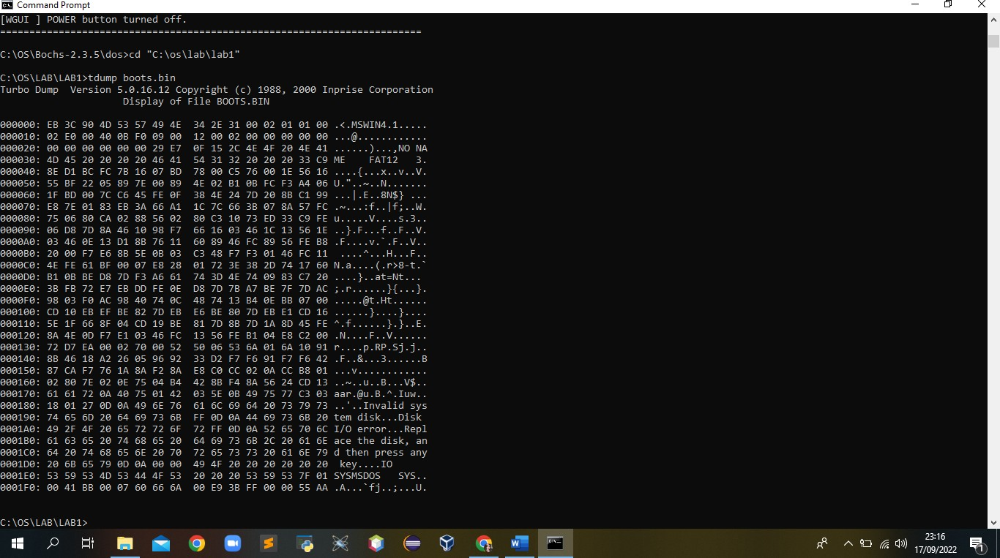 Command Prompt
[WGUI ] POWER button turned off.
========================================================================
C:\OS\Bochs-2.3.5\dos>cd "C:\os\lab\lab1"
C:\OS\LAB\LAB1>tdump boots.bin
Turbo Dump  Version 5.0.16.12 Copyright (c) 1988, 2000 Inprise Corporation
                     Display of File BOOTS.BIN
000000: EB 3C 90 4D 53 57 49 4E  34 2E 31 00 02 01 01 00 .<.MSWIN4.1.....
000010: 02 E0 00 40 0B F0 09 00  12 00 02 00 00 00 00 00 ...@............
000020: 00 00 00 00 00 00 29 E7  0F 15 2C 4E 4F 20 4E 41 ......)...,NO NA
000030: 4D 45 20 20 20 20 46 41  54 31 32 20 20 20 33 C9 ME    FAT12   3.
000040: 8E D1 BC FC 7B 16 07 BD  78 00 C5 76 00 1E 56 16 ....{...x..v..V.
000050: 55 BF 22 05 89 7E 00 89  4E 02 B1 0B FC F3 A4 06 U."..~..N.......
000060: 1F BD 00 7C C6 45 FE 0F  38 4E 24 7D 20 8B C1 99 ...|.E..8N$} ...
000070: E8 7E 01 83 EB 3A 66 A1  1C 7C 66 3B 07 8A 57 FC .~...:f..|f;..W.
000080: 75 06 80 CA 02 88 56 02  80 C3 10 73 ED 33 C9 FE u.....V....s.3..
000090: 06 D8 7D 8A 46 10 98 F7  66 16 03 46 1C 13 56 1E ..}.F...f..F..V.
0000A0: 03 46 0E 13 D1 8B 76 11  60 89 46 FC 89 56 FE B8 .F....v.`.F..V..
0000B0: 20 00 F7 E6 8B 5E 0B 03  C3 48 F7 F3 01 46 FC 11  ....^...H...F..
0000C0: 4E FE 61 BF 00 07 E8 28  01 72 3E 38 2D 74 17 60 N.a....(.r>8-t.`
0000D0: B1 0B BE D8 7D F3 A6 61  74 3D 4E 74 09 83 C7 20 ....}..at=Nt...
0000E0: 3B FB 72 E7 EB DD FE 0E  D8 7D 7B A7 BE 7F 7D AC ;.r......}{...}.
0000F0: 98 03 F0 AC 98 40 74 0C  48 74 13 B4 0E BB 07 00 .....@t.Ht......
000100: CD 10 EB EF BE 82 7D EB  E6 BE 80 7D EB E1 CD 16 ......}....}....
000110: 5E 1F 66 8F 04 CD 19 BE  81 7D 8B 7D 1A 8D 45 FE ^.f......}.}..E.
000120: 8A 4E 0D F7 E1 03 46 FC  13 56 FE B1 04 E8 C2 00 .N....F..V......
000130: 72 D7 EA 00 02 70 00 52  50 06 53 6A 01 6A 10 91 r....p.RP.Sj.j..
000140: 8B 46 18 A2 26 05 96 92  33 D2 F7 F6 91 F7 F6 42 .F..&...3......B
000150: 87 CA F7 76 1A 8A F2 8A  E8 C0 CC 02 0A CC B8 01 ...v............
000160: 02 80 7E 02 0E 75 04 B4  42 8B F4 8A 56 24 CD 13 ..~..u..B...V$..
000170: 61 61 72 0A 40 75 01 42  03 5E 0B 49 75 77 C3 03 aar.@u.B.^.Iuw..
000180: 18 01 27 0D 0A 49 6E 76  61 6C 69 64 20 73 79 73 ..'..Invalid sys
000190: 74 65 6D 20 64 69 73 6B  FF 0D 0A 44 69 73 6B 20 tem disk...Disk
0001A0: 49 2F 4F 20 65 72 72 6F  72 FF 0D 0A 52 65 70 6C I/O error...Repl
0001B0: 61 63 65 20 74 68 65 20  64 69 73 6B 2C 20 61 6E ace the disk, an
0001C0: 64 20 74 68 65 6E 20 70  72 65 73 73 20 61 6E 79 d then press any
0001D0: 20 6B 65 79 0D 0A 00 00  49 4F 20 20 20 20 20 20  key....IO
0001E0: 53 59 53 4D 53 44 4F 53  20 20 20 53 59 53 7F 01 SYSMSDOS   SYS..
0001F0: 00 41 BB 00 07 60 66 6A  00 E9 3B FF 00 00 55 AA .A...`fj..;...U.
C:\OS\LAB\LAB1>
23:16
17/09/2022
1